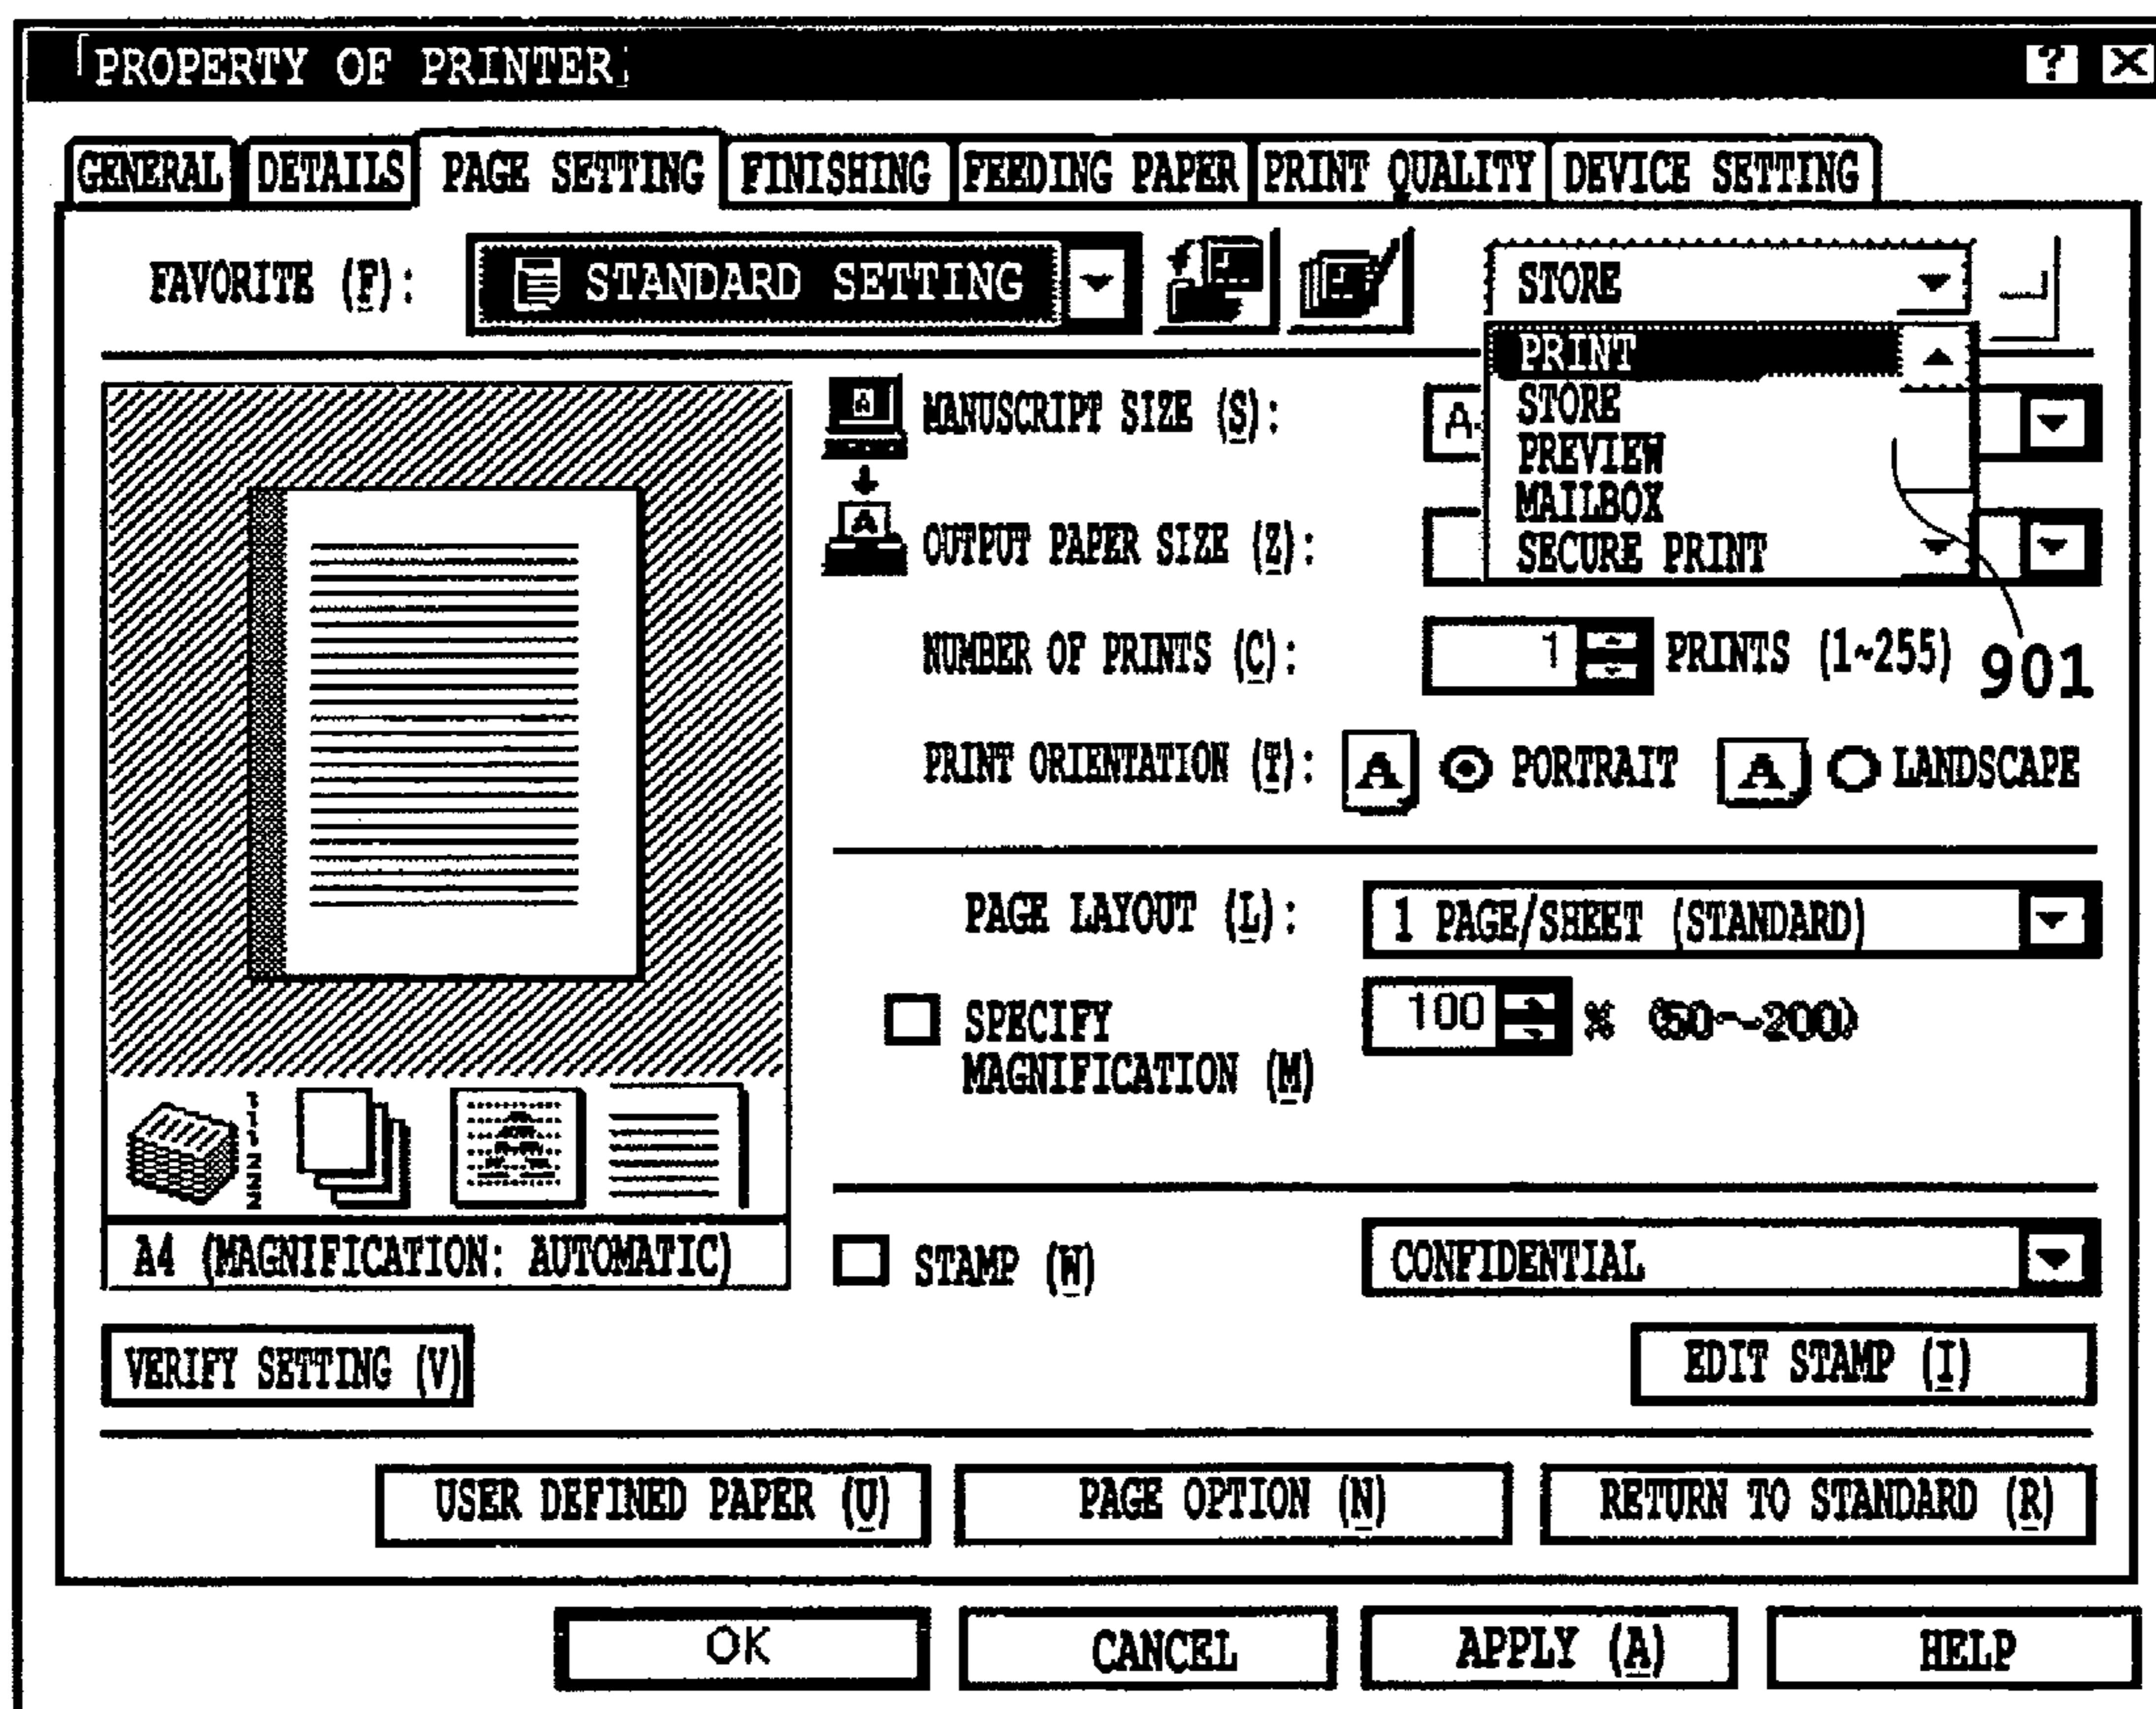 PROPERTY OF PRINTER
? X
GENERAL DETAILS PAGE SETTING FINISHING FEEDING PAPER PRINT QUALITY DEVICE SETTING
FAVORITE (F): STANDARD SETTING STORE
PRINT
STORE
PREVIEW
MAILBOX
SECURE PRINT
A MANUSCRIPT SIZE (S): A
A OUTPUT PAPER SIZE (Z):
NUMBER OF PRINTS (C): 1 PRINTS (1~255) 901
PRINT ORIENTATION (T): A PORTRAIT A LANDSCAPE
PAGE LAYOUT (L): 1 PAGE/SHEET (STANDARD)
SPECIFY MAGNIFICATION (M) 100 % (50~200)
A4 (MAGNIFICATION: AUTOMATIC)
STAMP (W) CONFIDENTIAL
VERIFY SETTING (V) EDIT STAMP (I)
USER DEFINED PAPER (U) PAGE OPTION (N) RETURN TO STANDARD (R)
OK CANCEL APPLY (A) HELP